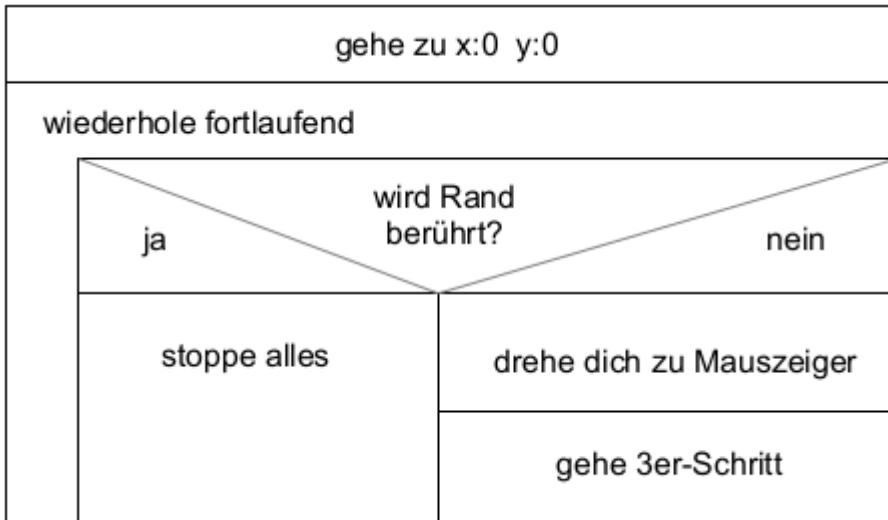 gehe zu x:0  y:0
wiederhole fortlaufend
wird Rand
berührt?
ja
nein
stoppe alles
drehe dich zu Mauszeiger
gehe 3er-Schritt